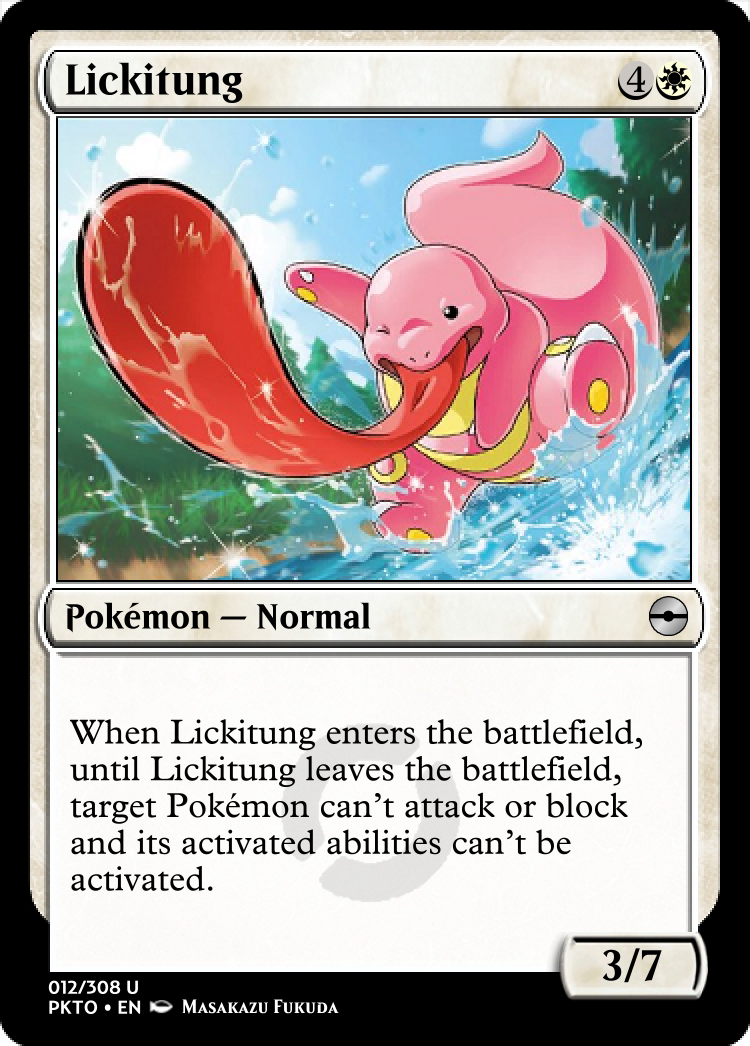 Lickitung 4
Pokémon — Normal
When Lickitung enters the battlefield,
until Lickitung leaves the battlefield,
target Pokémon can't attack or block
and its activated abilities can't be
activated.
3/7
012/308 U
PKTO • EN Masakazu Fukuda